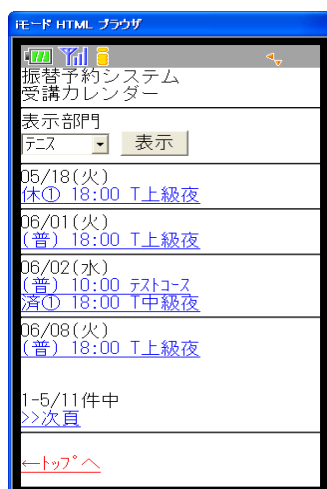 iモード HTML ブラウザ
振替予約システム
受講カレンダー
表示部門
テニス 表示
05/18(火)
休① 18:00 T上級夜
06/01(火)
(普) 18:00 T上級夜
06/02(水)
(普) 10:00 テストコース
済① 18:00 T中級夜
06/08(火)
(普) 18:00 T上級夜
1-5/11件中
>>次頁
←トップへ